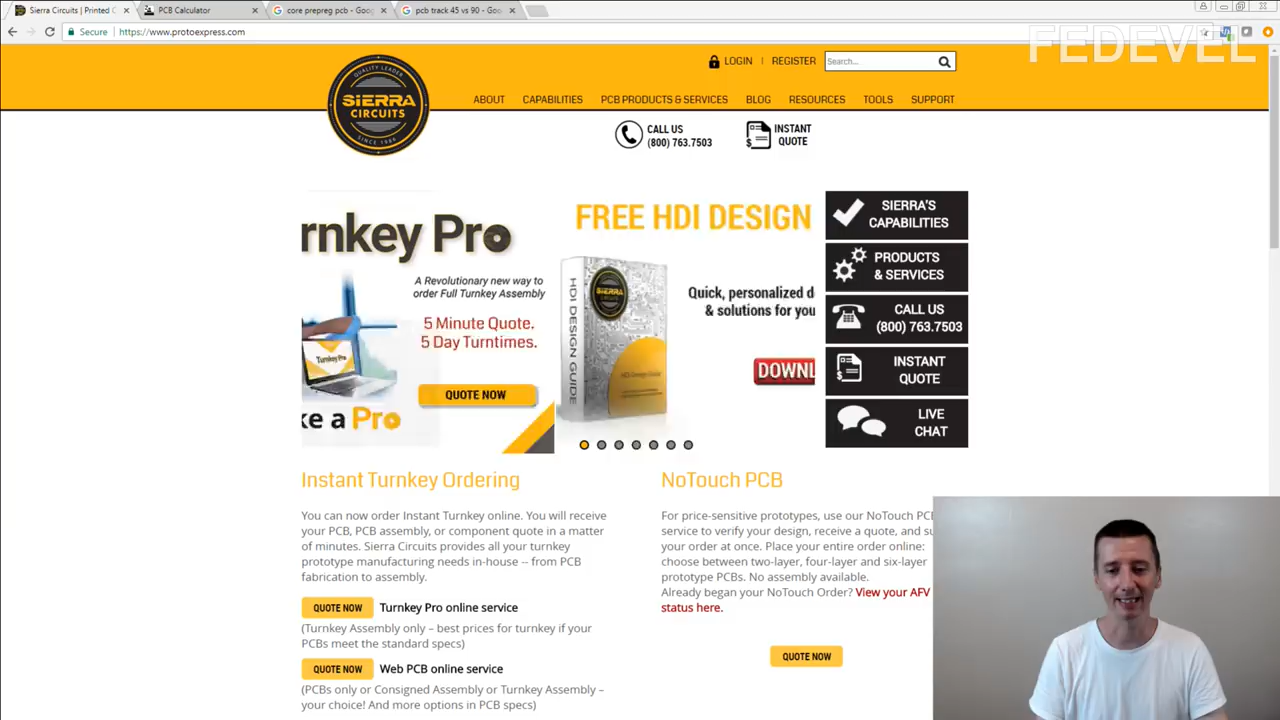 Sierra Circuits | Printed C
PCB Calculator
core prepreg pcb - Goog
pcb track 45 vs 90 - Goo
Secure
https://www.protoexpress.com
FEDEVEL
QUALITY LEADER
SIERRA
CIRCUITS
SINCE 1986
LOGIN | REGISTER
Search...
ABOUT
CAPABILITIES
PCB PRODUCTS & SERVICES
BLOG
RESOURCES
TOOLS
SUPPORT
CALL US
(800) 763.7503
INSTANT
QUOTE
rnkey Pro
A Revolutionary new way to
order Full Turnkey Assembly
5 Minute Quote.
5 Day Turntimes.
QUOTE NOW
Turnkey Pro
ke a Pro
FREE HDI DESIGN
SIERRA
HDI DESIGN GUIDE
HDI Design Guide
Quick, personalized d
& solutions for you
DOWNL
SIERRA'S
CAPABILITIES
PRODUCTS
& SERVICES
CALL US
(800) 763.7503
INSTANT
QUOTE
LIVE
CHAT
Instant Turnkey Ordering
You can now order Instant Turnkey online. You will receive
your PCB, PCB assembly, or component quote in a matter
of minutes. Sierra Circuits provides all your turnkey
prototype manufacturing needs in-house -- from PCB
fabrication to assembly.
QUOTE NOW
Turnkey Pro online service
(Turnkey Assembly only – best prices for turnkey if your
PCBs meet the standard specs)
QUOTE NOW
Web PCB online service
(PCBs only or Consigned Assembly or Turnkey Assembly –
your choice! And more options in PCB specs)
NoTouch PCB
For price-sensitive prototypes, use our NoTouch PC
service to verify your design, receive a quote, and su
your order at once. Place your entire order online:
choose between two-layer, four-layer and six-layer
prototype PCBs. No assembly available.
Already began your NoTouch Order? View your AFV
status here.
QUOTE NOW